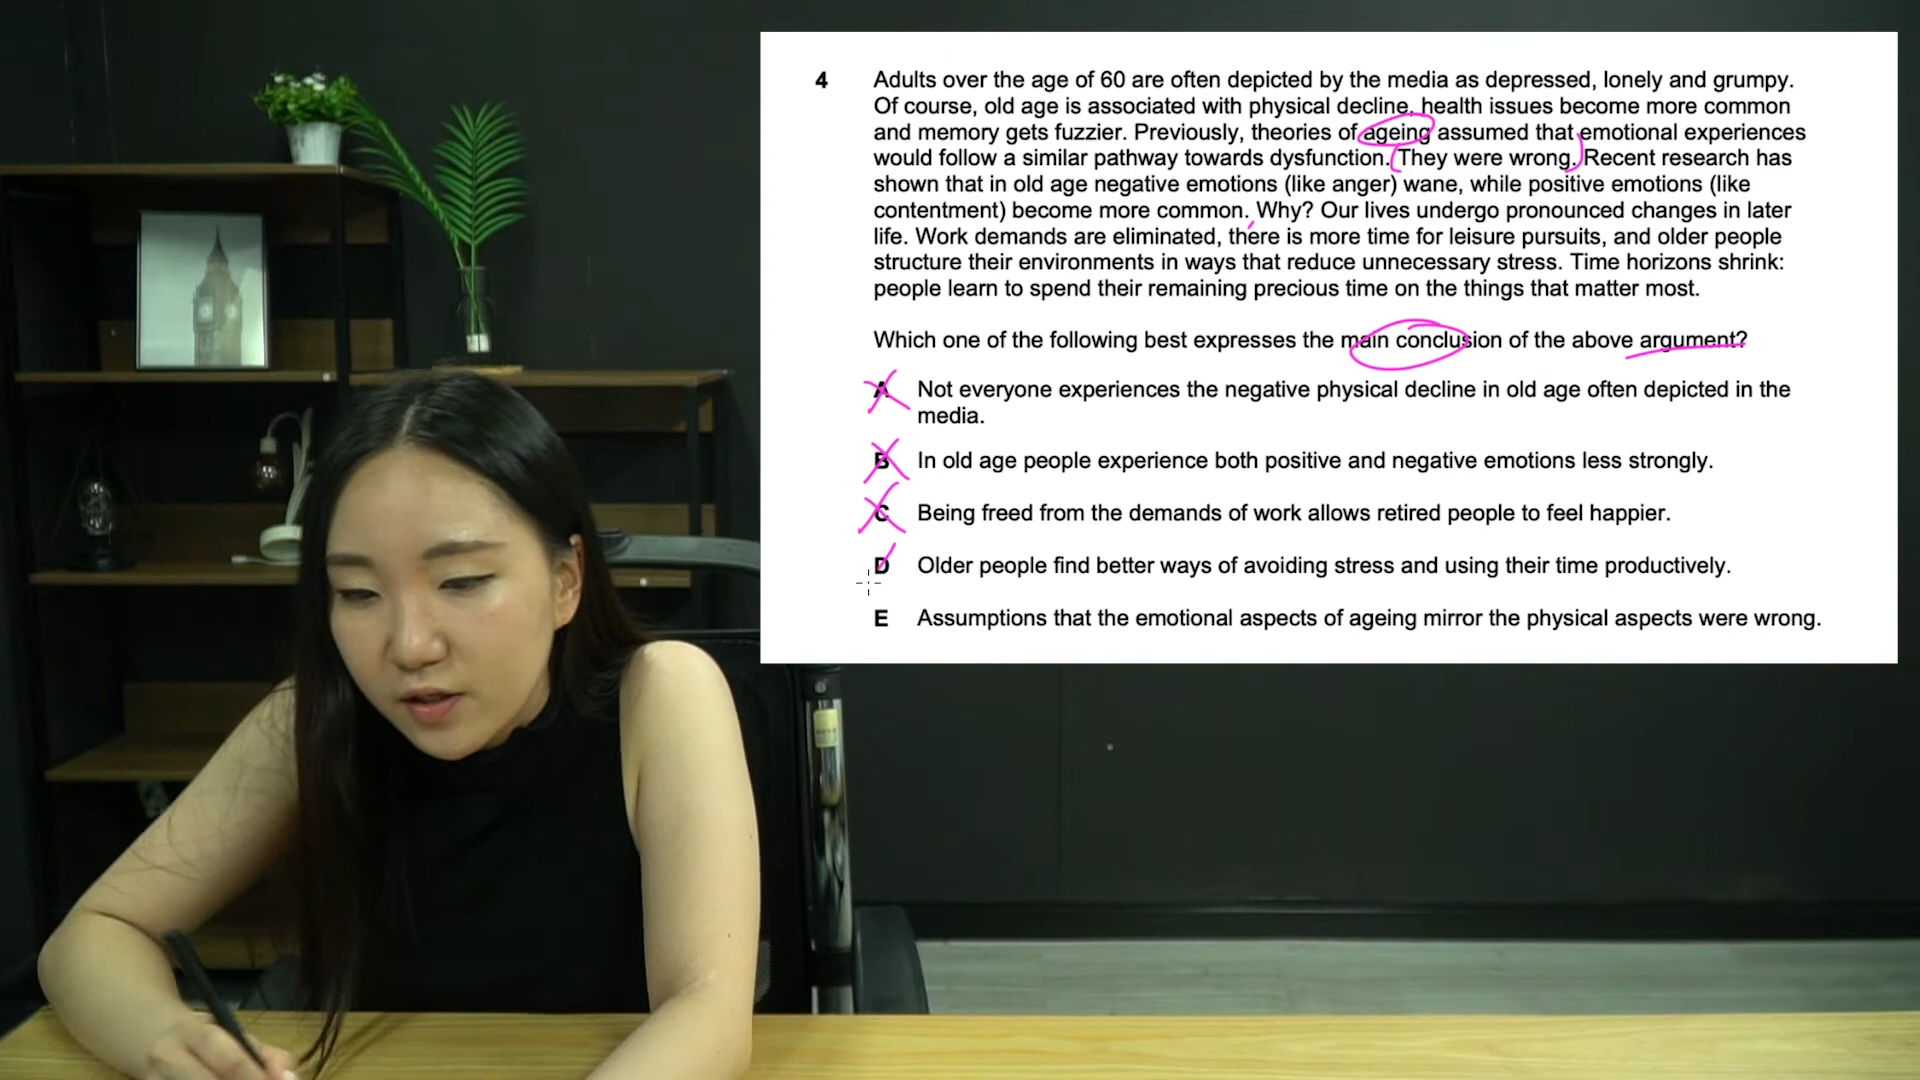 4 Adults over the age of 60 are often depicted by the media as depressed, lonely and grumpy.
Of course, old age is associated with physical decline, health issues become more common
and memory gets fuzzier. Previously, theories of ageing assumed that emotional experiences
would follow a similar pathway towards dysfunction. They were wrong. Recent research has
shown that in old age negative emotions (like anger) wane, while positive emotions (like
contentment) become more common. Why? Our lives undergo pronounced changes in later
life. Work demands are eliminated, there is more time for leisure pursuits, and older people
structure their environments in ways that reduce unnecessary stress. Time horizons shrink:
people learn to spend their remaining precious time on the things that matter most.
Which one of the following best expresses the main conclusion of the above argument?
A Not everyone experiences the negative physical decline in old age often depicted in the
media.
B In old age people experience both positive and negative emotions less strongly.
C Being freed from the demands of work allows retired people to feel happier.
D Older people find better ways of avoiding stress and using their time productively.
E Assumptions that the emotional aspects of ageing mirror the physical aspects were wrong.